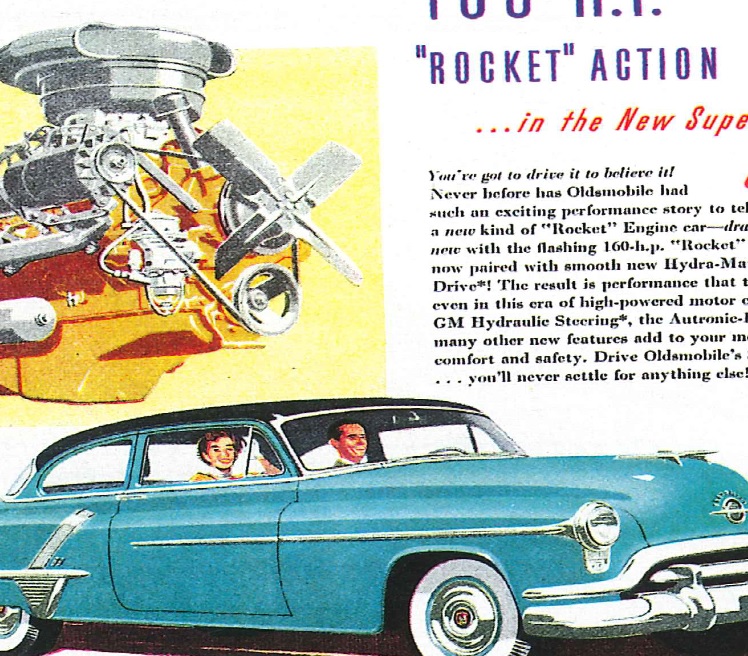 H.P.
"ROCKET" ACTION
...in the New Supe
You've got to drive it to believe it!
Never before has Oldsmobile had
such an exciting performance story to tel
a new kind of "Rocket" Engine car—dra
new with the flashing 160-h.p. "Rocket"
now paired with smooth new Hydra-Ma
Drive*! The result is performance that t
even in this era of high-powered motor c
GM Hydraulic Steering*, the Autronic-
many other new features add to your m
comfort and safety. Drive Oldsmobile's
. . . you'll never settle for anything else!